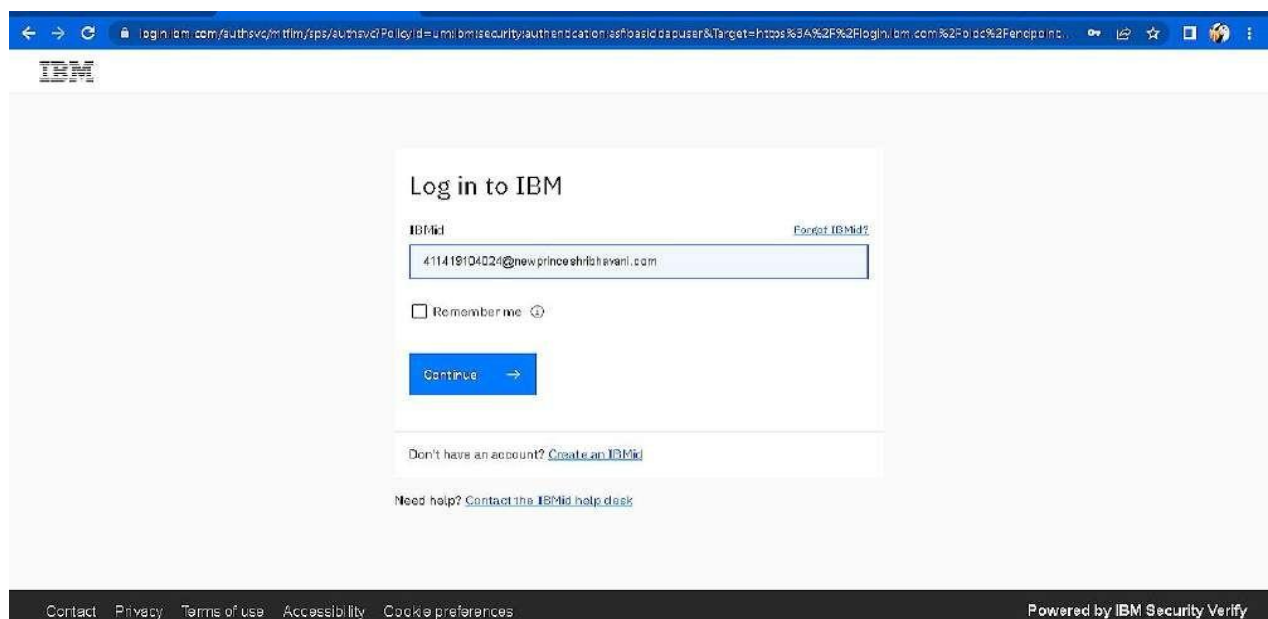 login.ibm.com/authsvc/mtfim/sps/authsvc?PolicyId=urn:ibm:security:authentication:asf:basicldapuser&Target=https%3A%2F%2Flogin.ibm.com%2Foidc%2Fendpoint...
IBM
Log in to IBM
IBMid Forgot IBMid?
411419104024@newprinceshribhavani.com
Remember me
Continue →
Don't have an account? Create an IBMid
Need help? Contact the IBMid help desk
Contact Privacy Terms of use Accessibility Cookie preferences Powered by IBM Security Verify